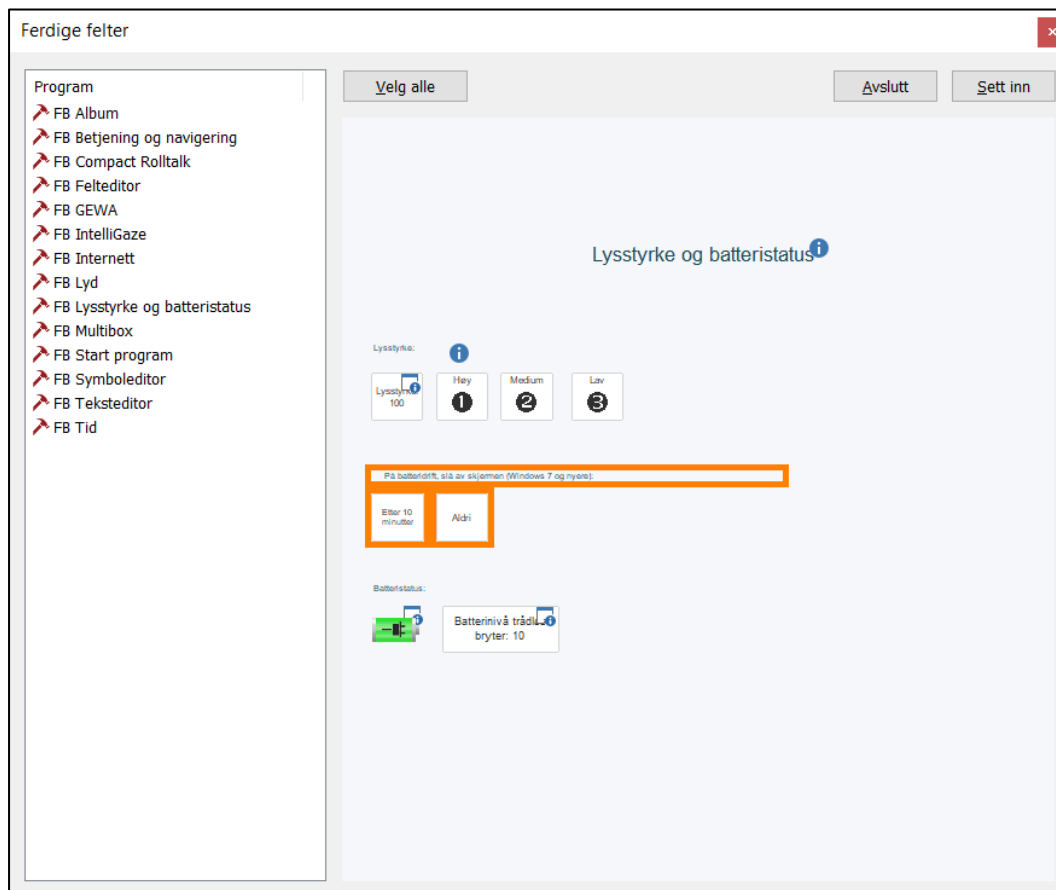 Ferdige felter
Program
FB Album
FB Betjening og navigering
FB Compact Rolltalk
FB Felteditor
FB GEWA
FB IntelliGaze
FB Internett
FB Lyd
FB Lysstyrke og batteristatus
FB Multibox
FB Start program
FB Symboleditor
FB Teksteditor
FB Tid
Velg alle
Avslutt
Sett inn
Lysstyrke og batteristatus
Lysstyrke:
100
Høy
1
Medium
2
Lav
3
På batteridrift, slå av skjermen (Windows 7 og nyere):
Etter 10
minutter
Aldri
Batteristatus:
Batterinivå
bryter: 10